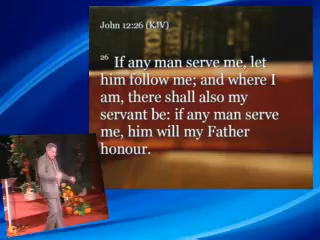 John 12:26 (KJV)
26 If any man serve me, let
him follow me; and where I
am, there shall also my
servant be: if any man serve
me, him will my Father
honour.